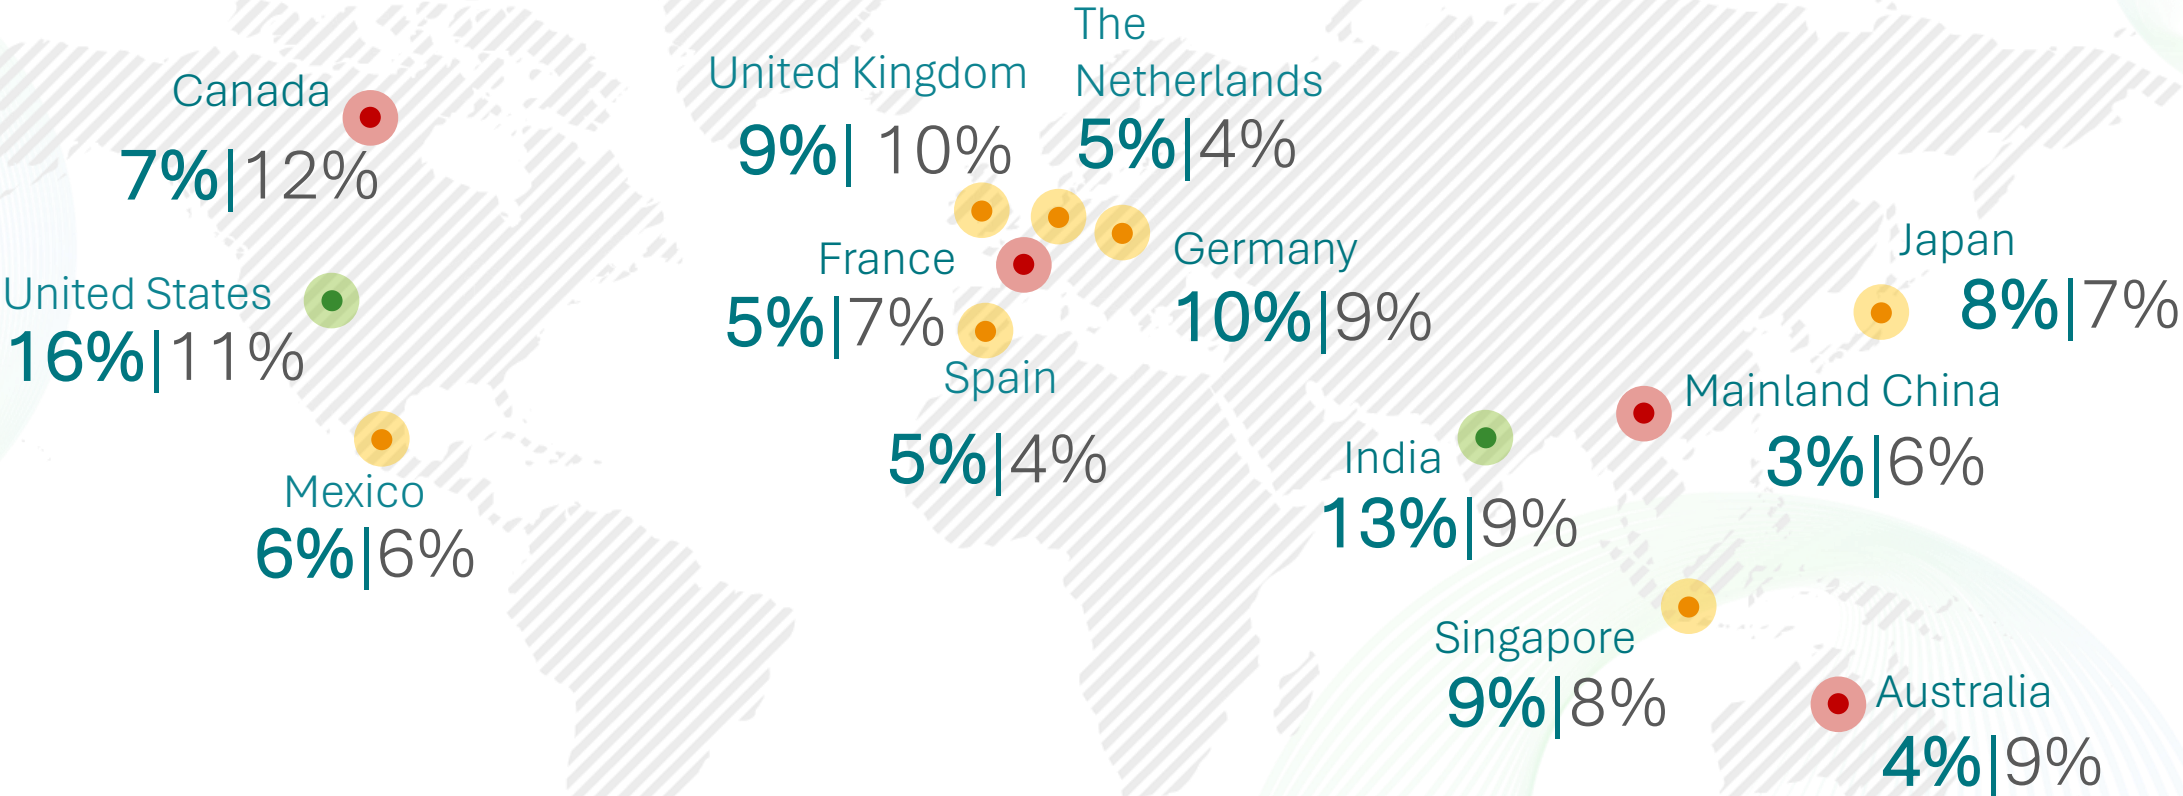 Canada
7%|12%
United States
16%|11%
Mexico
6%|6%
United Kingdom
9%| 10%
The
Netherlands
5%|4%
France
5%|7%
Germany
10%|9%
Spain
5%|4%
Japan
8%|7%
Mainland China
3%|6%
India
13%|9%
Singapore
9%|8%
Australia
4%|9%